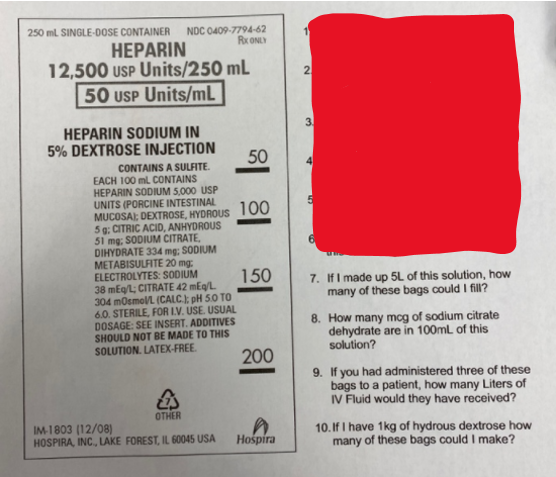 250 mL SINGLE-DOSE CONTAINER NDC 0409-7794-62
RX ONLY
HEPARIN
12,500 USP Units/250 mL
50 USP Units/mL
HEPARIN SODIUM IN
5% DEXTROSE INJECTION
CONTAINS A SULFITE.
EACH 100 mL CONTAINS
HEPARIN SODIUM 5,000 USP
UNITS (PORCINE INTESTINAL
MUCOSA); DEXTROSE, HYDROUS
5 g; CITRIC ACID, ANHYDROUS
51 mg; SODIUM CITRATE,
DIHYDRATE 334 mg; SODIUM
METABISULFITE 20 mg;
ELECTROLYTES: SODIUM
38 mEq/L; CITRATE 42 mEq/L.
304 mOsmol/L (CALC.); pH 5.0 TO
6.0. STERILE, FOR I.V. USE. USUAL
DOSAGE: SEE INSERT. ADDITIVES
SHOULD NOT BE MADE TO THIS
SOLUTION. LATEX-FREE.
50
100
150
200
7
OTHER
IM-1803 (12/08)
HOSPIRA, INC., LAKE FOREST, IL 60045 USA
Hospira
1
2.
3.
4
5
6
7. If I made up 5L of this solution, how
many of these bags could I fill?
8. How many mcg of sodium citrate
dehydrate are in 100mL of this
solution?
9. If you had administered three of these
bags to a patient, how many Liters of
IV Fluid would they have received?
10. If I have 1kg of hydrous dextrose how
many of these bags could I make?